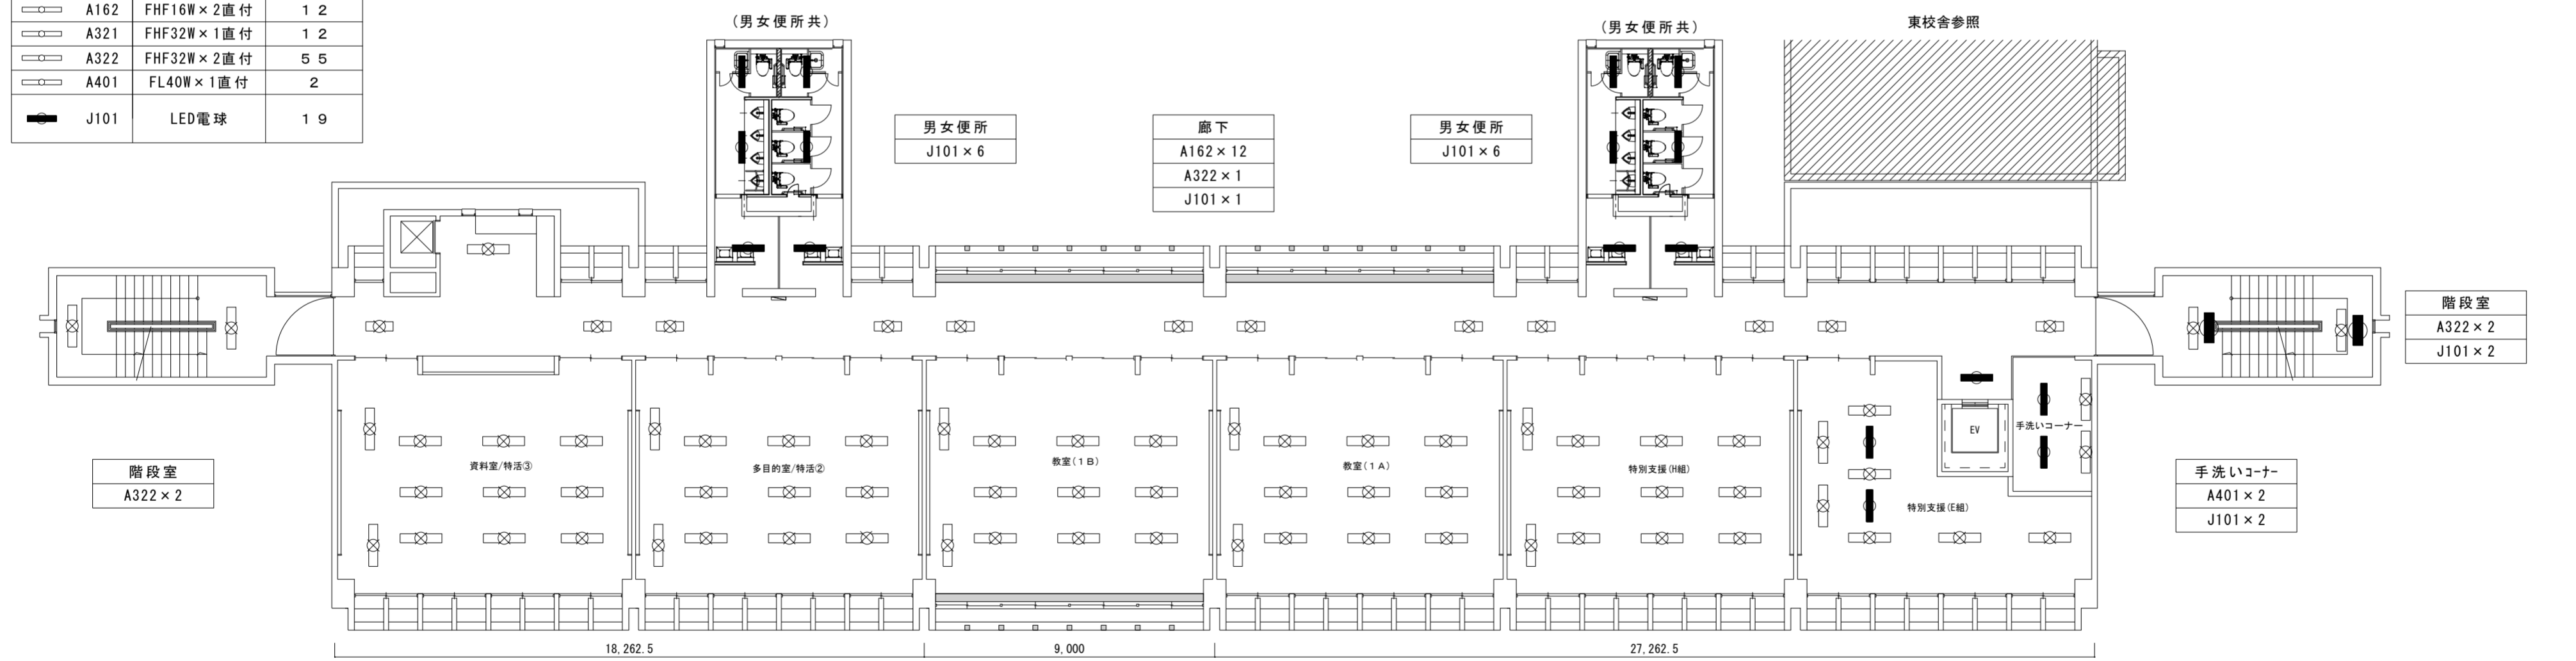 A162 FHF16W×2直付 12
A321 FHF32W×1直付 12
A322 FHF32W×2直付 55
A401 FL40W×1直付 2
J101 LED電球 19
(男女便所共)
(男女便所共)
東校舎参照
男女便所
J101×6
廊下
A162×12
A322×1
J101×1
男女便所
J101×6
階段室
A322×2
J101×2
階段室
A322×2
資料室/特活③
多目的室/特活②
教室(1B)
教室(1A)
特別支援(H組)
特別支援(E組)
EV
手洗いコーナー
手洗いコーナー
A401×2
J101×2
18,262.5
9,000
27,262.5